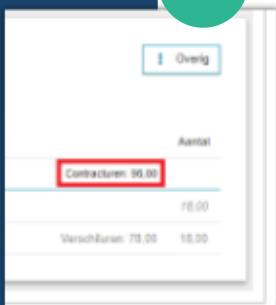 Overig
Aantal
Contracturen: 96,00
18,00
Verschiluren: 78,00 18,00